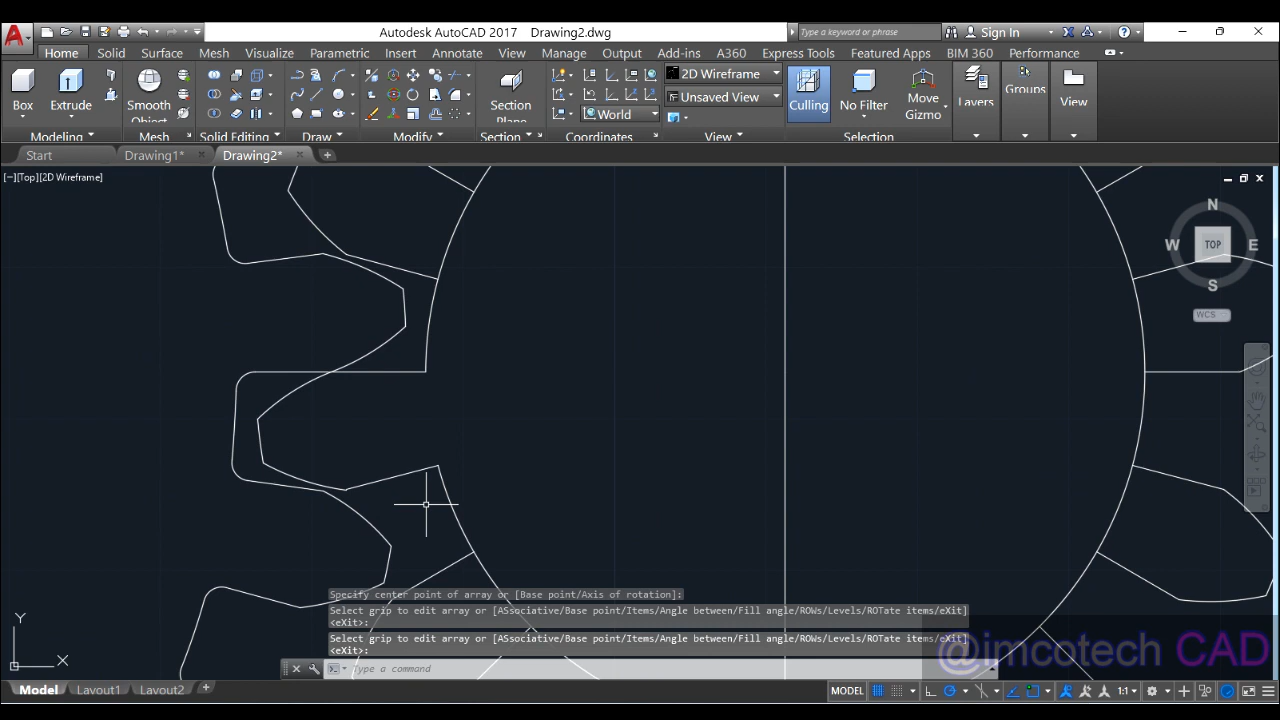 Autodesk AutoCAD 2017 Drawing2.dwg
Type a keyword or phrase
Sign In
Home Solid Surface Mesh Visualize Parametric Insert Annotate View Manage Output Add-ins A360 Express Tools Featured Apps BIM 360 Performance
Box
Extrude
Smooth
Object
Section
Plane
World
2D Wireframe
Unsaved View
Culling
No Filter
Move
Gizmo
Layers
Groups
View
Modeling Mesh Solid Editing Draw Modify Section Coordinates View Selection
Start Drawing1* Drawing2*
[−][Top][2D Wireframe]
N
W TOP E
S
WCS
Specify center point of array or [Base point/Axis of rotation]:
Select grip to edit array or [ASsociative/Base point/Items/Angle between/Fill angle/ROWs/Levels/ROTate items/eXit]
<eXit>:
Select grip to edit array or [ASsociative/Base point/Items/Angle between/Fill angle/ROWs/Levels/ROTate items/eXit]
<eXit>:
Type a command
Y
X
@imcotech CAD
Model Layout1 Layout2 +
MODEL 1:1